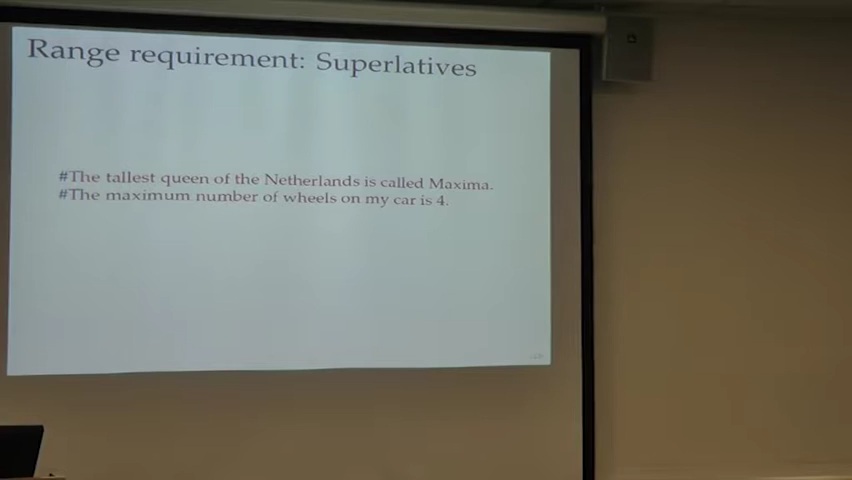 Range requirement: Superlatives
#The tallest queen of the Netherlands is called Maxima.
#The maximum number of wheels on my car is 4.